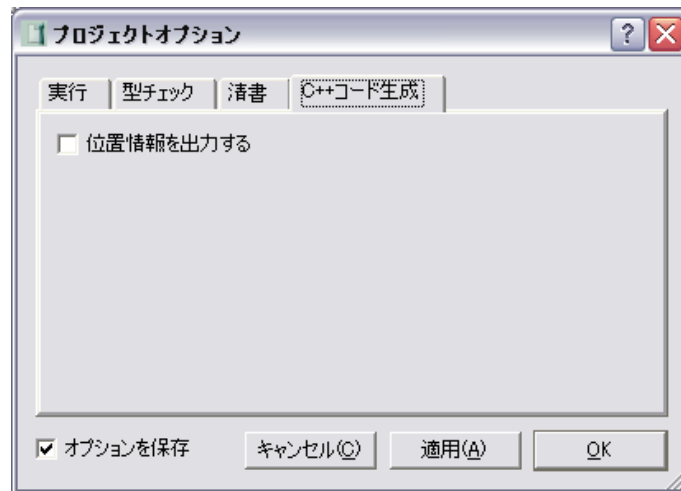 プロジェクトオプション
実行 型チェック 清書 C++コード生成
位置情報を出力する
オプションを保存 キャンセル(C) 適用(A) OK